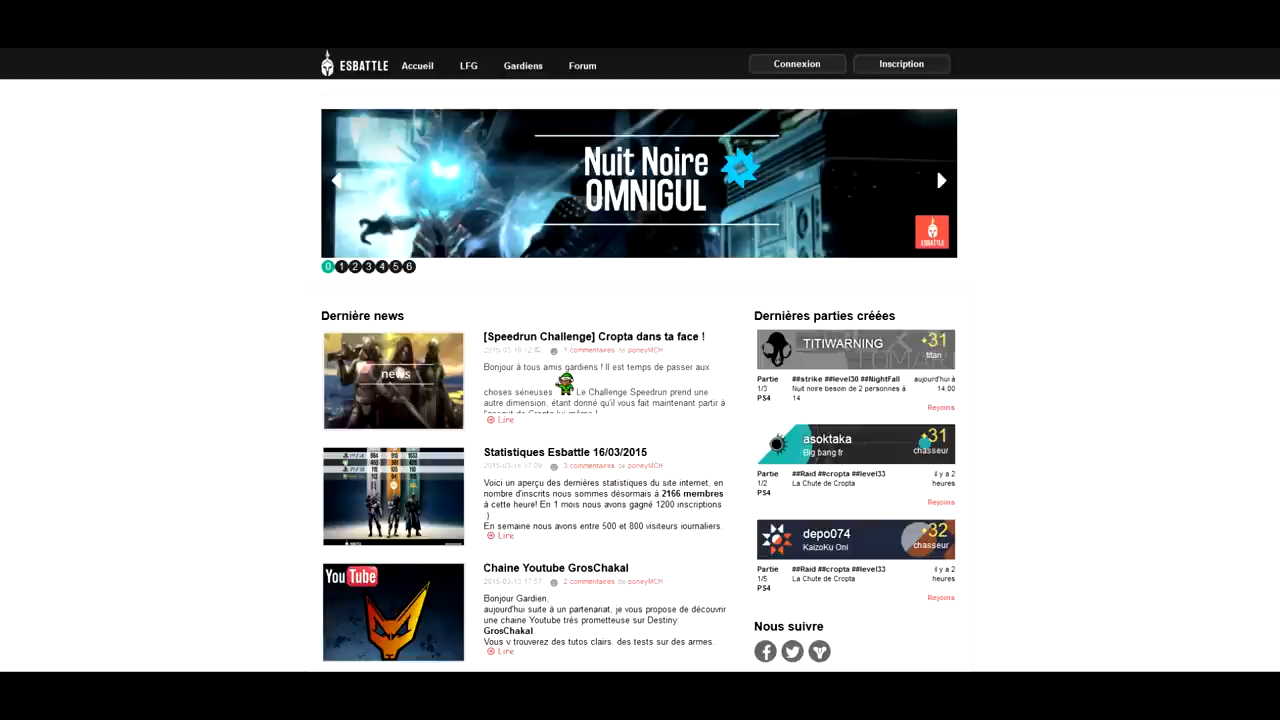 ESBATTLE Accueil LFG Gardiens Forum Connexion Inscription
Nuit Noire
OMNIGUL
ESBATTLE
0 1 2 3 4 5 6
Dernière news
news
[Speedrun Challenge] Cropta dans ta face !
commentaires de poneyMCH
Bonjour à tous amis gardiens ! Il est temps de passer aux
choses sérieuses Le Challenge Speedrun prend une
autre dimension, étant donné qu'il vous fait maintenant partir à
Lire
Statistiques Esbattle 16/03/2015
3 commentaires de poneyMCH
Voici un aperçu des dernières statistiques du site internet, en
nombre d'inscrits nous sommes désormais à 2166 membres
à cette heure! En 1 mois nous avons gagné 1200 inscriptions
:)
En semaine nous avons entre 500 et 800 visiteurs journaliers.
Lire
You Tube
Chaine Youtube GrosChakal
2 commentaires de poneyMCH
Bonjour Gardien,
aujourd'hui suite à un partenariat, je vous propose de découvrir
une chaine Youtube trés prometteuse sur Destiny
GrosChakal.
Vous y trouverez des tutos clairs, des tests sur des armes,
Lire
Dernières parties créées
TITIWARNING +31
titan
Partie ##strike ##level30 ##NightFall aujourd'hui à
1/3 Nuit noire besoin de 2 personnes à 14:00
PS4 14
Rejoins
asoktaka +31
Big bang fr chasseur
Partie ##Raid ##cropta ##level33 il y a 2
1/2 La Chute de Cropta heures
PS4
Rejoins
depo074 +32
KaizoKu Oni chasseur
Partie ##Raid ##cropta ##level33 il y a 2
1/5 La Chute de Cropta heures
PS4
Rejoins
Nous suivre